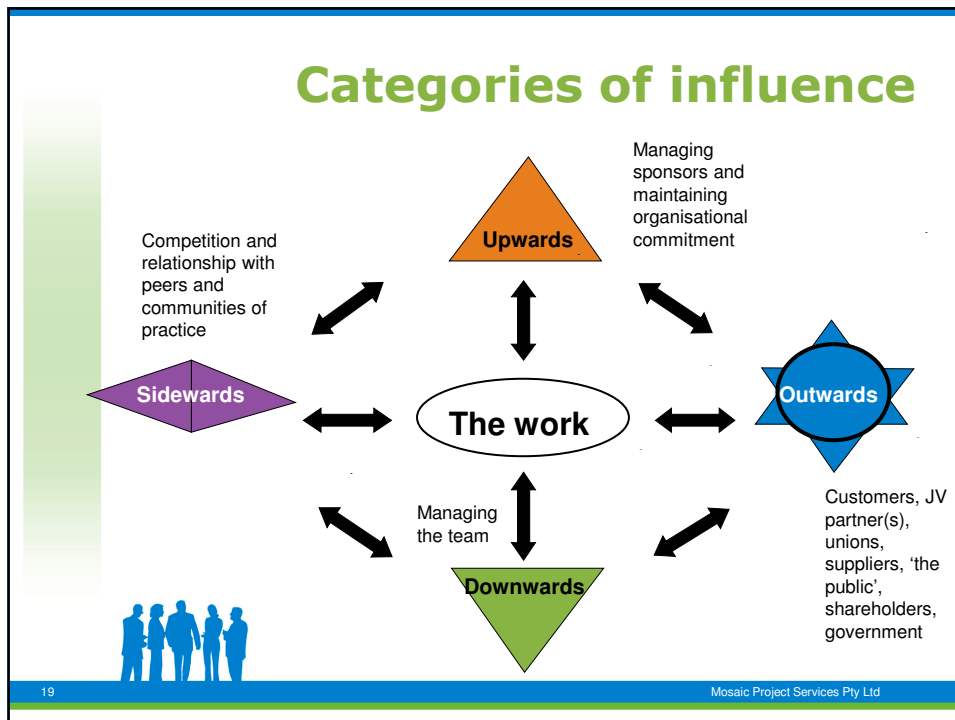 Categories of influence
Managing
sponsors and
maintaining
organisational
commitment
Upwards
Competition and
relationship with
peers and
communities of
practice
Sidewards
The work
Outwards
Managing
the team
Downwards
Customers, JV
partner(s),
unions,
suppliers, ‘the
public’,
shareholders,
government
19
Mosaic Project Services Pty Ltd